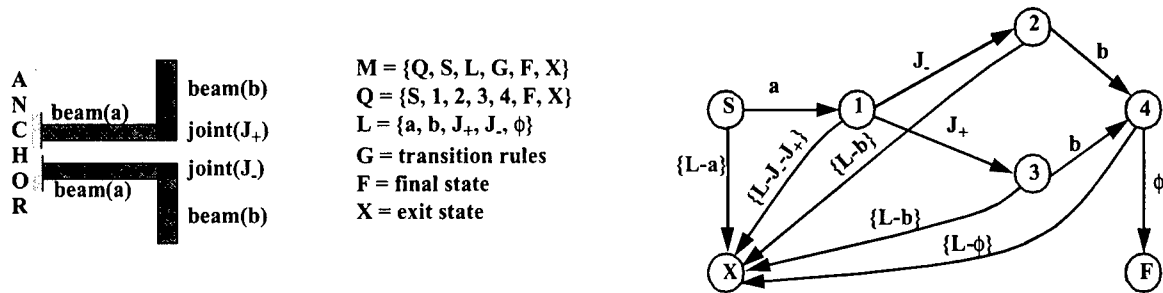 ANCHOR
beam(a)
beam(b)
joint(J₊)
joint(J₋)
beam(a)
beam(b)
M = {Q, S, L, G, F, X}
Q = {S, 1, 2, 3, 4, F, X}
L = {a, b, J₊, J₋, ϕ}
G = transition rules
F = final state
X = exit state
2
J₋
b
a
S
1
4
J₊
b
{L-a}
{L-J₋-J₊}
{L-b}
3
ϕ
{L-b}
{L-ϕ}
X
F